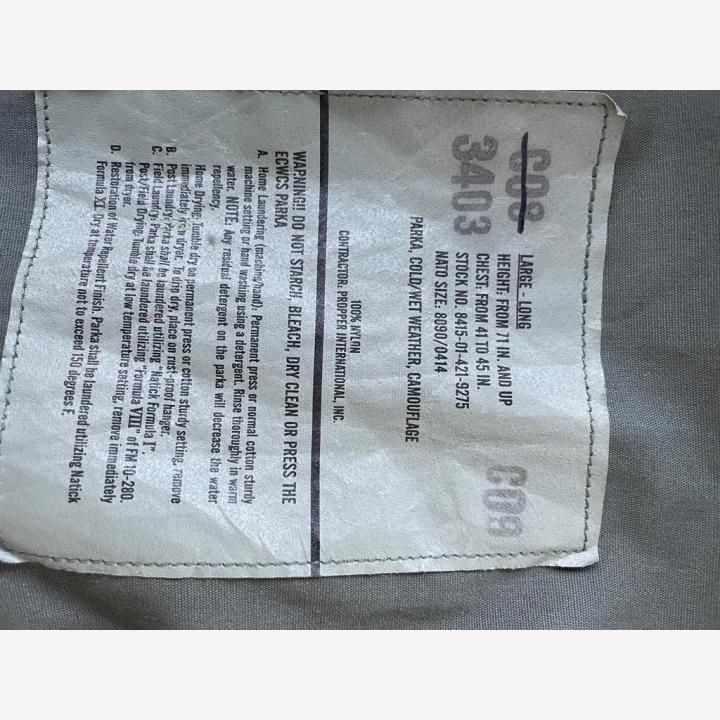 COS
3403
COA
LARGE - LONG
HEIGHT: FROM 71 IN. AND UP
CHEST: FROM 41 TO 45 IN.
STOCK NO. 8415-01-421-9275
NATO SIZE: 8090/0414
PARKA, COLD/WET WEATHER, CAMOUFLAGE
100% NYLON
CONTRACTOR: PROPPER INTERNATIONAL, INC.
WARNING!! DO NOT STARCH, BLEACH, DRY CLEAN OR PRESS THE
ECWCS PARKA
A. Home Laundering (machine/hand): Permanent press or normal cotton sturdy
machine setting or hand washing using a detergent. Rinse thoroughly in warm
water. NOTE: Any residual detergent on the parka will decrease the water
repellency.
Home Drying: Tumble dry on permanent press or cotton sturdy setting, remove
immediately from dryer. To drip dry, place on rust-proof hanger.
B. Post Laundry: Parka shall be laundered utilizing "Natick Formula I".
C. Field Laundry: Parka shall be laundered utilizing "Formula VIII" of FM 10-280.
Post/Field Drying: Tumble dry at low temperature setting, remove immediately
from dryer.
D. Restoration of Water Repellent Finish. Parka shall be laundered utilizing Natick
Formula XI. Dry at temperature not to exceed 150 degrees F.